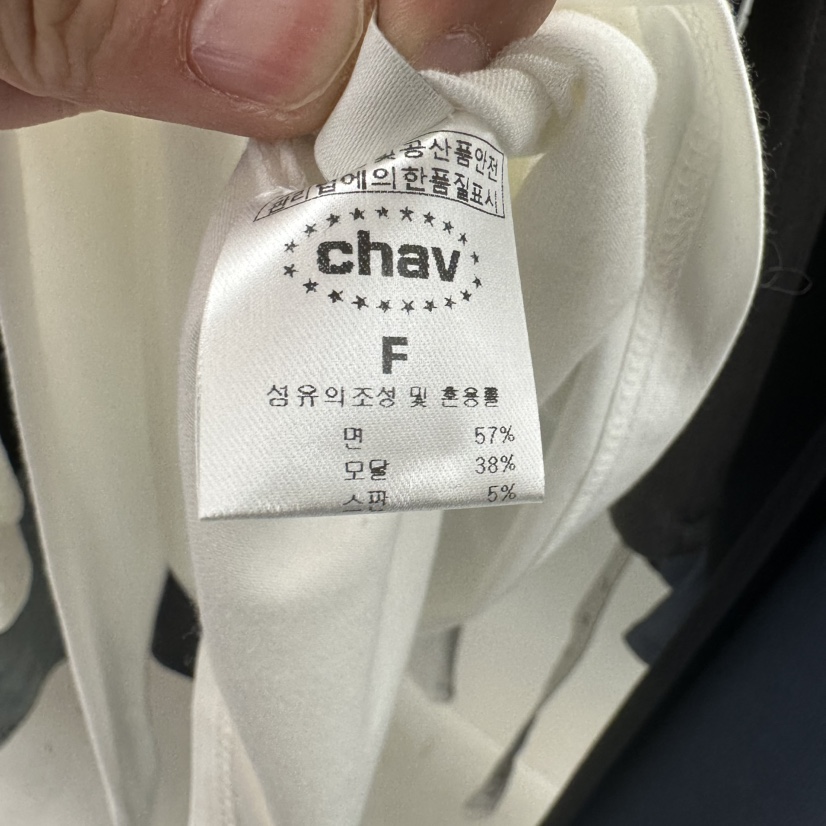 공산품안전
법에의한품질표시
chav
F
섬유의조성 및 혼용률
면 57%
모달 38%
스판 5%